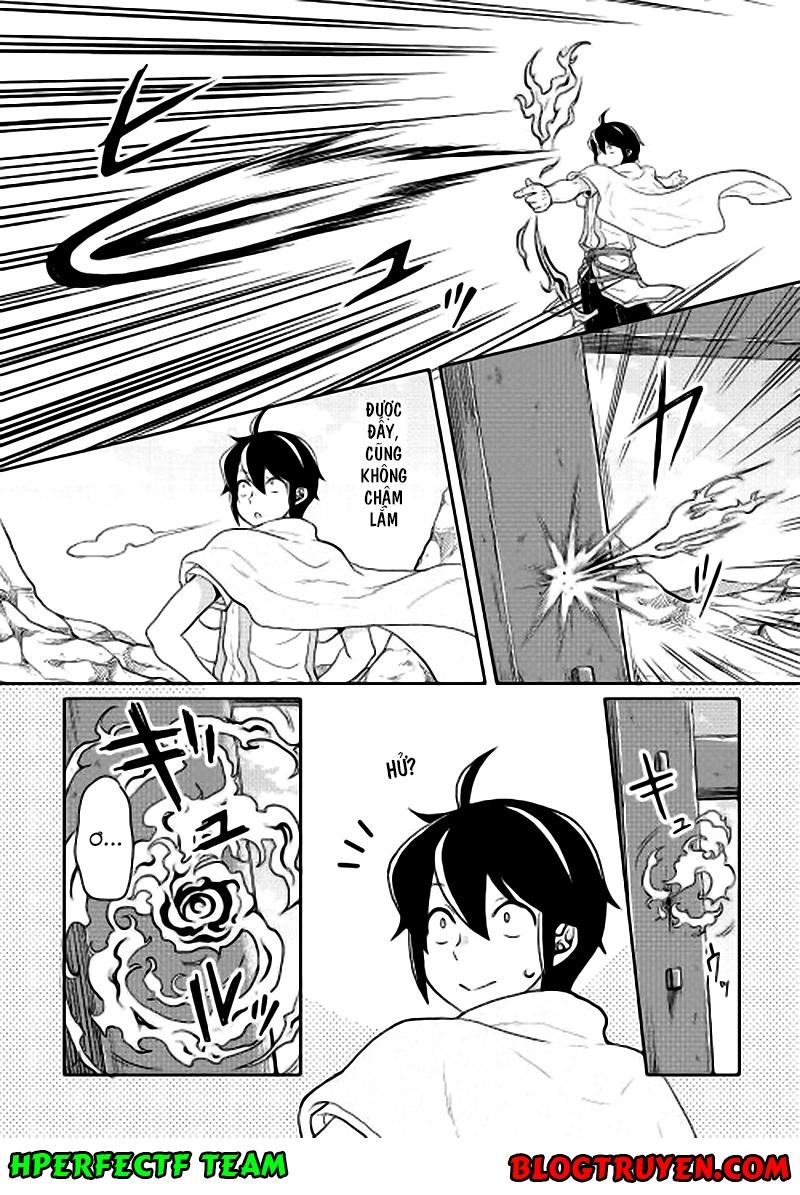 ヒュッ
カッ
ĐƯỢC
ĐẤY,
CŨNG
KHÔNG
CHẬM
LẮM
ギュウッ
HỬ?
ギュルル
Ơ...
HPERFECTF TEAM
BLOGTRUYEN.COM